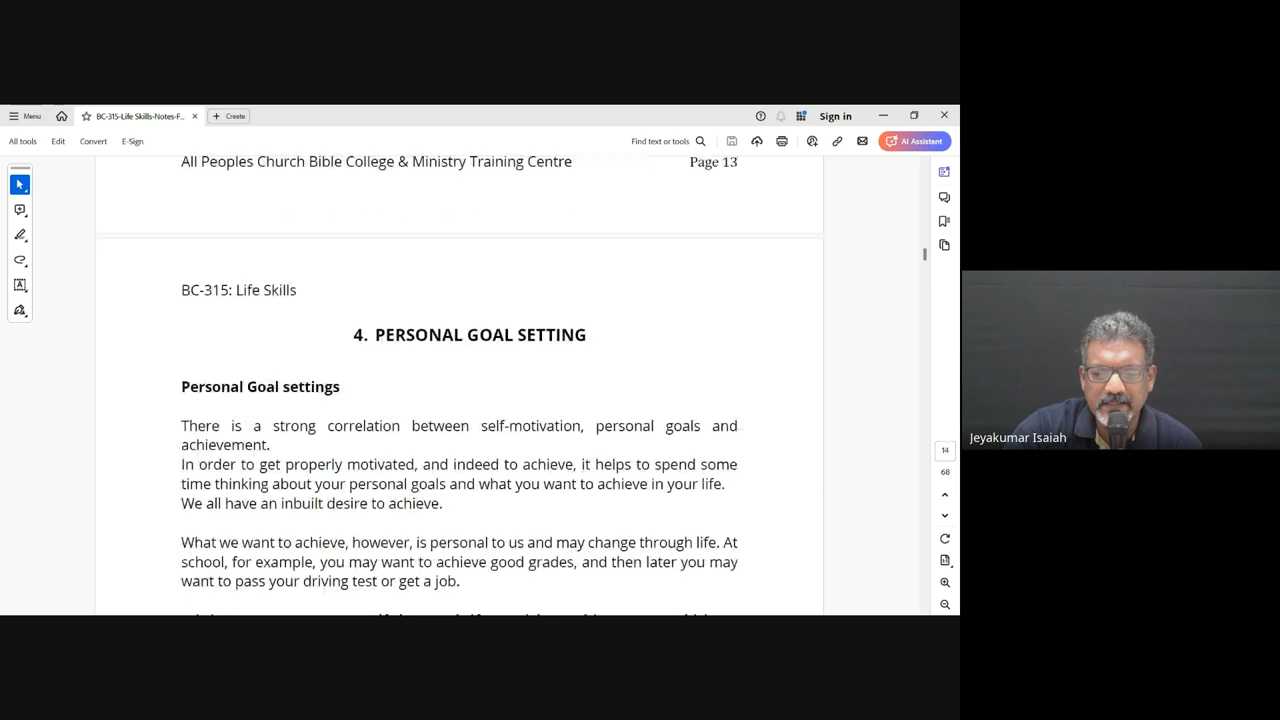 Menu
BC-315-Life Skills-Notes-F...
Create
Sign in
All tools
Edit
Convert
E-Sign
Find text or tools
AI Assistant
All Peoples Church Bible College & Ministry Training Centre
Page 13
BC-315: Life Skills
4. PERSONAL GOAL SETTING
Personal Goal settings
There is a strong correlation between self-motivation, personal goals and
achievement.
In order to get properly motivated, and indeed to achieve, it helps to spend some
time thinking about your personal goals and what you want to achieve in your life.
We all have an inbuilt desire to achieve.
What we want to achieve, however, is personal to us and may change through life. At
school, for example, you may want to achieve good grades, and then later you may
want to pass your driving test or get a job.
14
68
Jeyakumar Isaiah